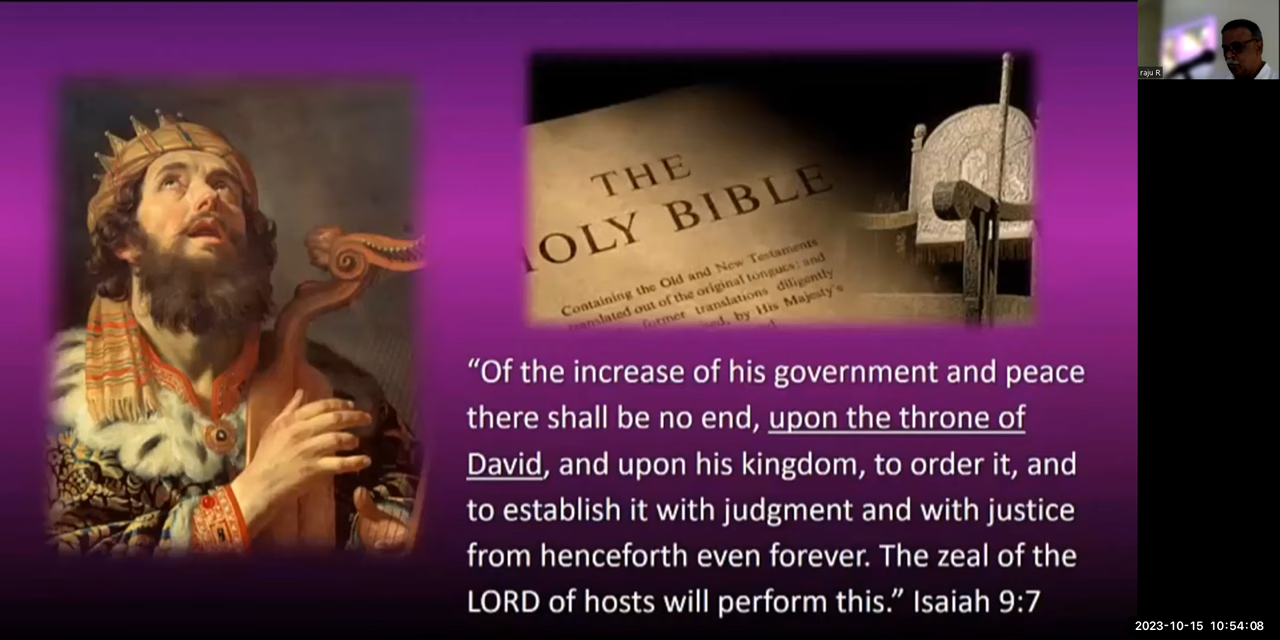 THE
HOLY BIBLE
Containing the Old and New Testaments
translated out of the original tongues: and
former translations diligently
by His Majesty's
“Of the increase of his government and peace
there shall be no end, upon the throne of
David, and upon his kingdom, to order it, and
to establish it with judgment and with justice
from henceforth even forever. The zeal of the
LORD of hosts will perform this.” Isaiah 9:7
raju R
2023-10-15 10:54:08